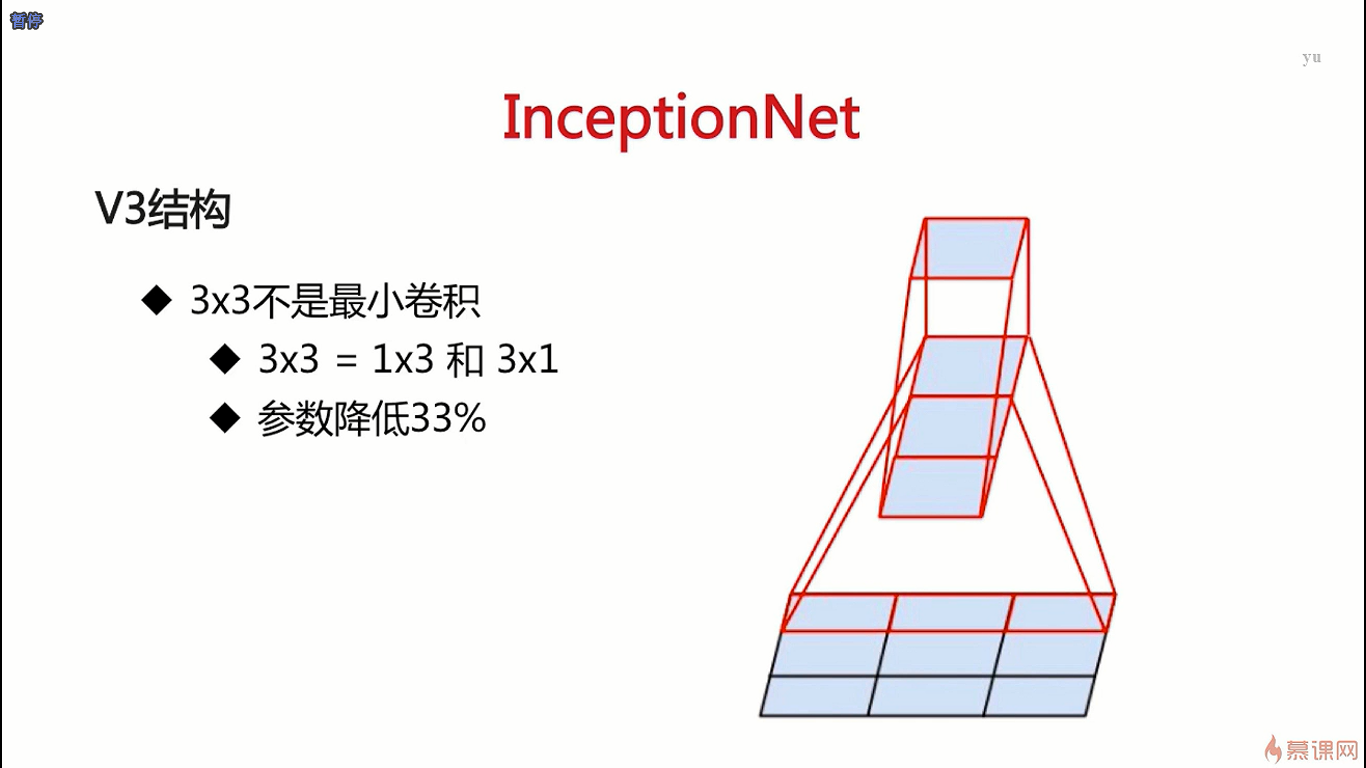 暂停
yu
InceptionNet
V3结构
◆ 3x3不是最小卷积
◆ 3x3 = 1x3 和 3x1
◆ 参数降低33%
慕课网